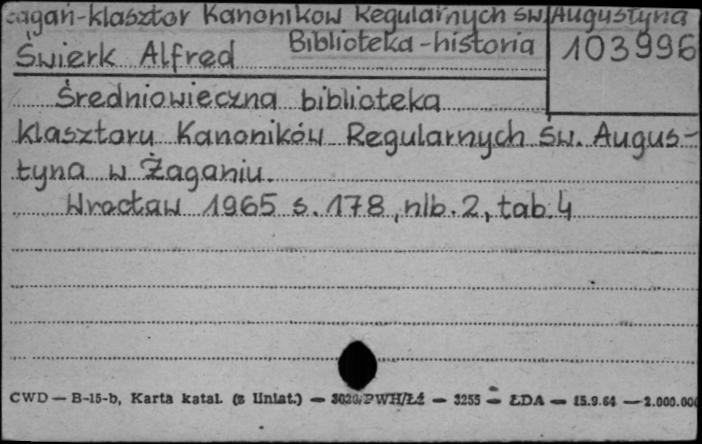 Żagań-klasztor Kanoników Regularnych św. Augustyna
Biblioteka-historia
103996
Świerk Alfred
Średniowieczna biblioteka
klasztoru Kanoników Regularnych św. Augus-
tyna w Żaganiu.
Wrocław 1965 s. 178, nlb. 2, tab. 4
CWD — B-15-b, Karta katal. (z liniat.) — 3020/PWH/Łź — 3255 — ŁDA — 15.9.64 — 2.000.000